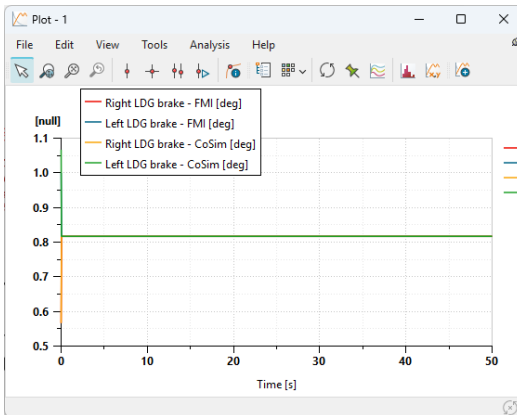 Plot - 1
File Edit View Tools Analysis Help
Right LDG brake - FMI [deg]
Left LDG brake - FMI [deg]
Right LDG brake - CoSim [deg]
Left LDG brake - CoSim [deg]
[null]
1.1
1.0
0.9
0.8
0.7
0.6
0.5
0 10 20 30 40 50
Time [s]